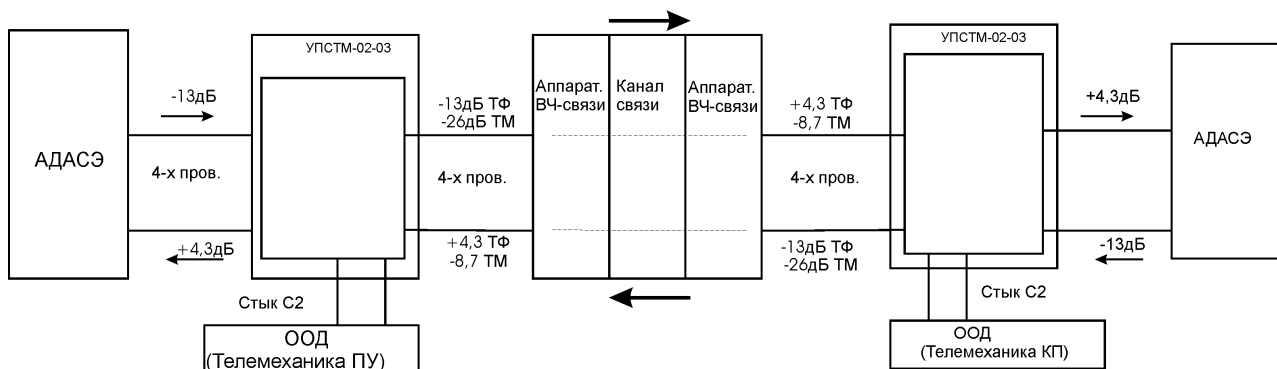 УПСТМ-02-03
УПСТМ-02-03
-13дБ
-13дБ ТФ
-26дБ ТМ
Аппарат.
ВЧ-связи
Канал
связи
Аппарат.
ВЧ-связи
+4,3 ТФ
-8,7 ТМ
+4,3дБ
АДАСЭ
АДАСЭ
4-х пров.
4-х пров.
4-х пров.
+4,3дБ
+4,3 ТФ
-8,7 ТМ
-13дБ ТФ
-26дБ ТМ
-13дБ
Стык С2
Стык С2
ООД
(Телемеханика ПУ)
ООД
(Телемеханика КП)